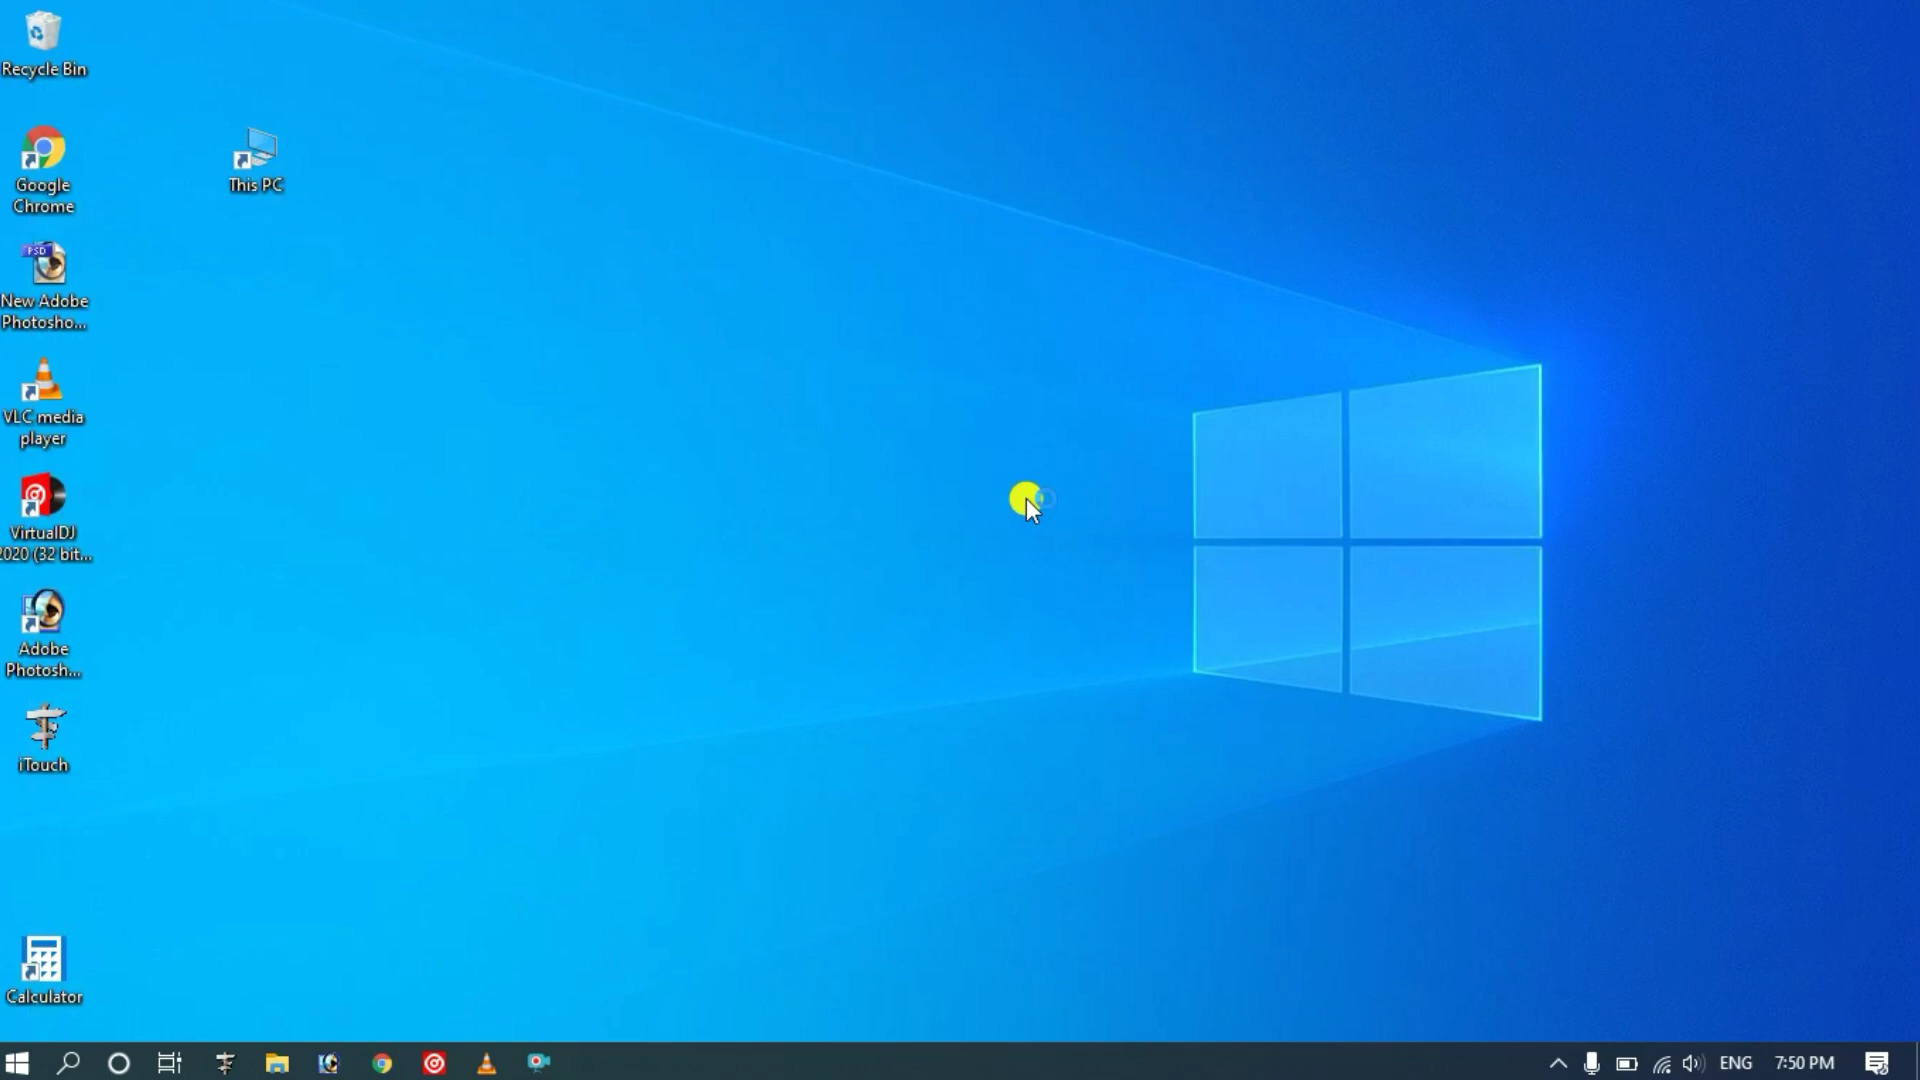 Recycle Bin
Google
Chrome
This PC
PSD
New Adobe
Photosho...
VLC media
player
VirtualDJ
2020 (32 bit...
Adobe
Photosh...
iTouch
Calculator
ENG
7:50 PM